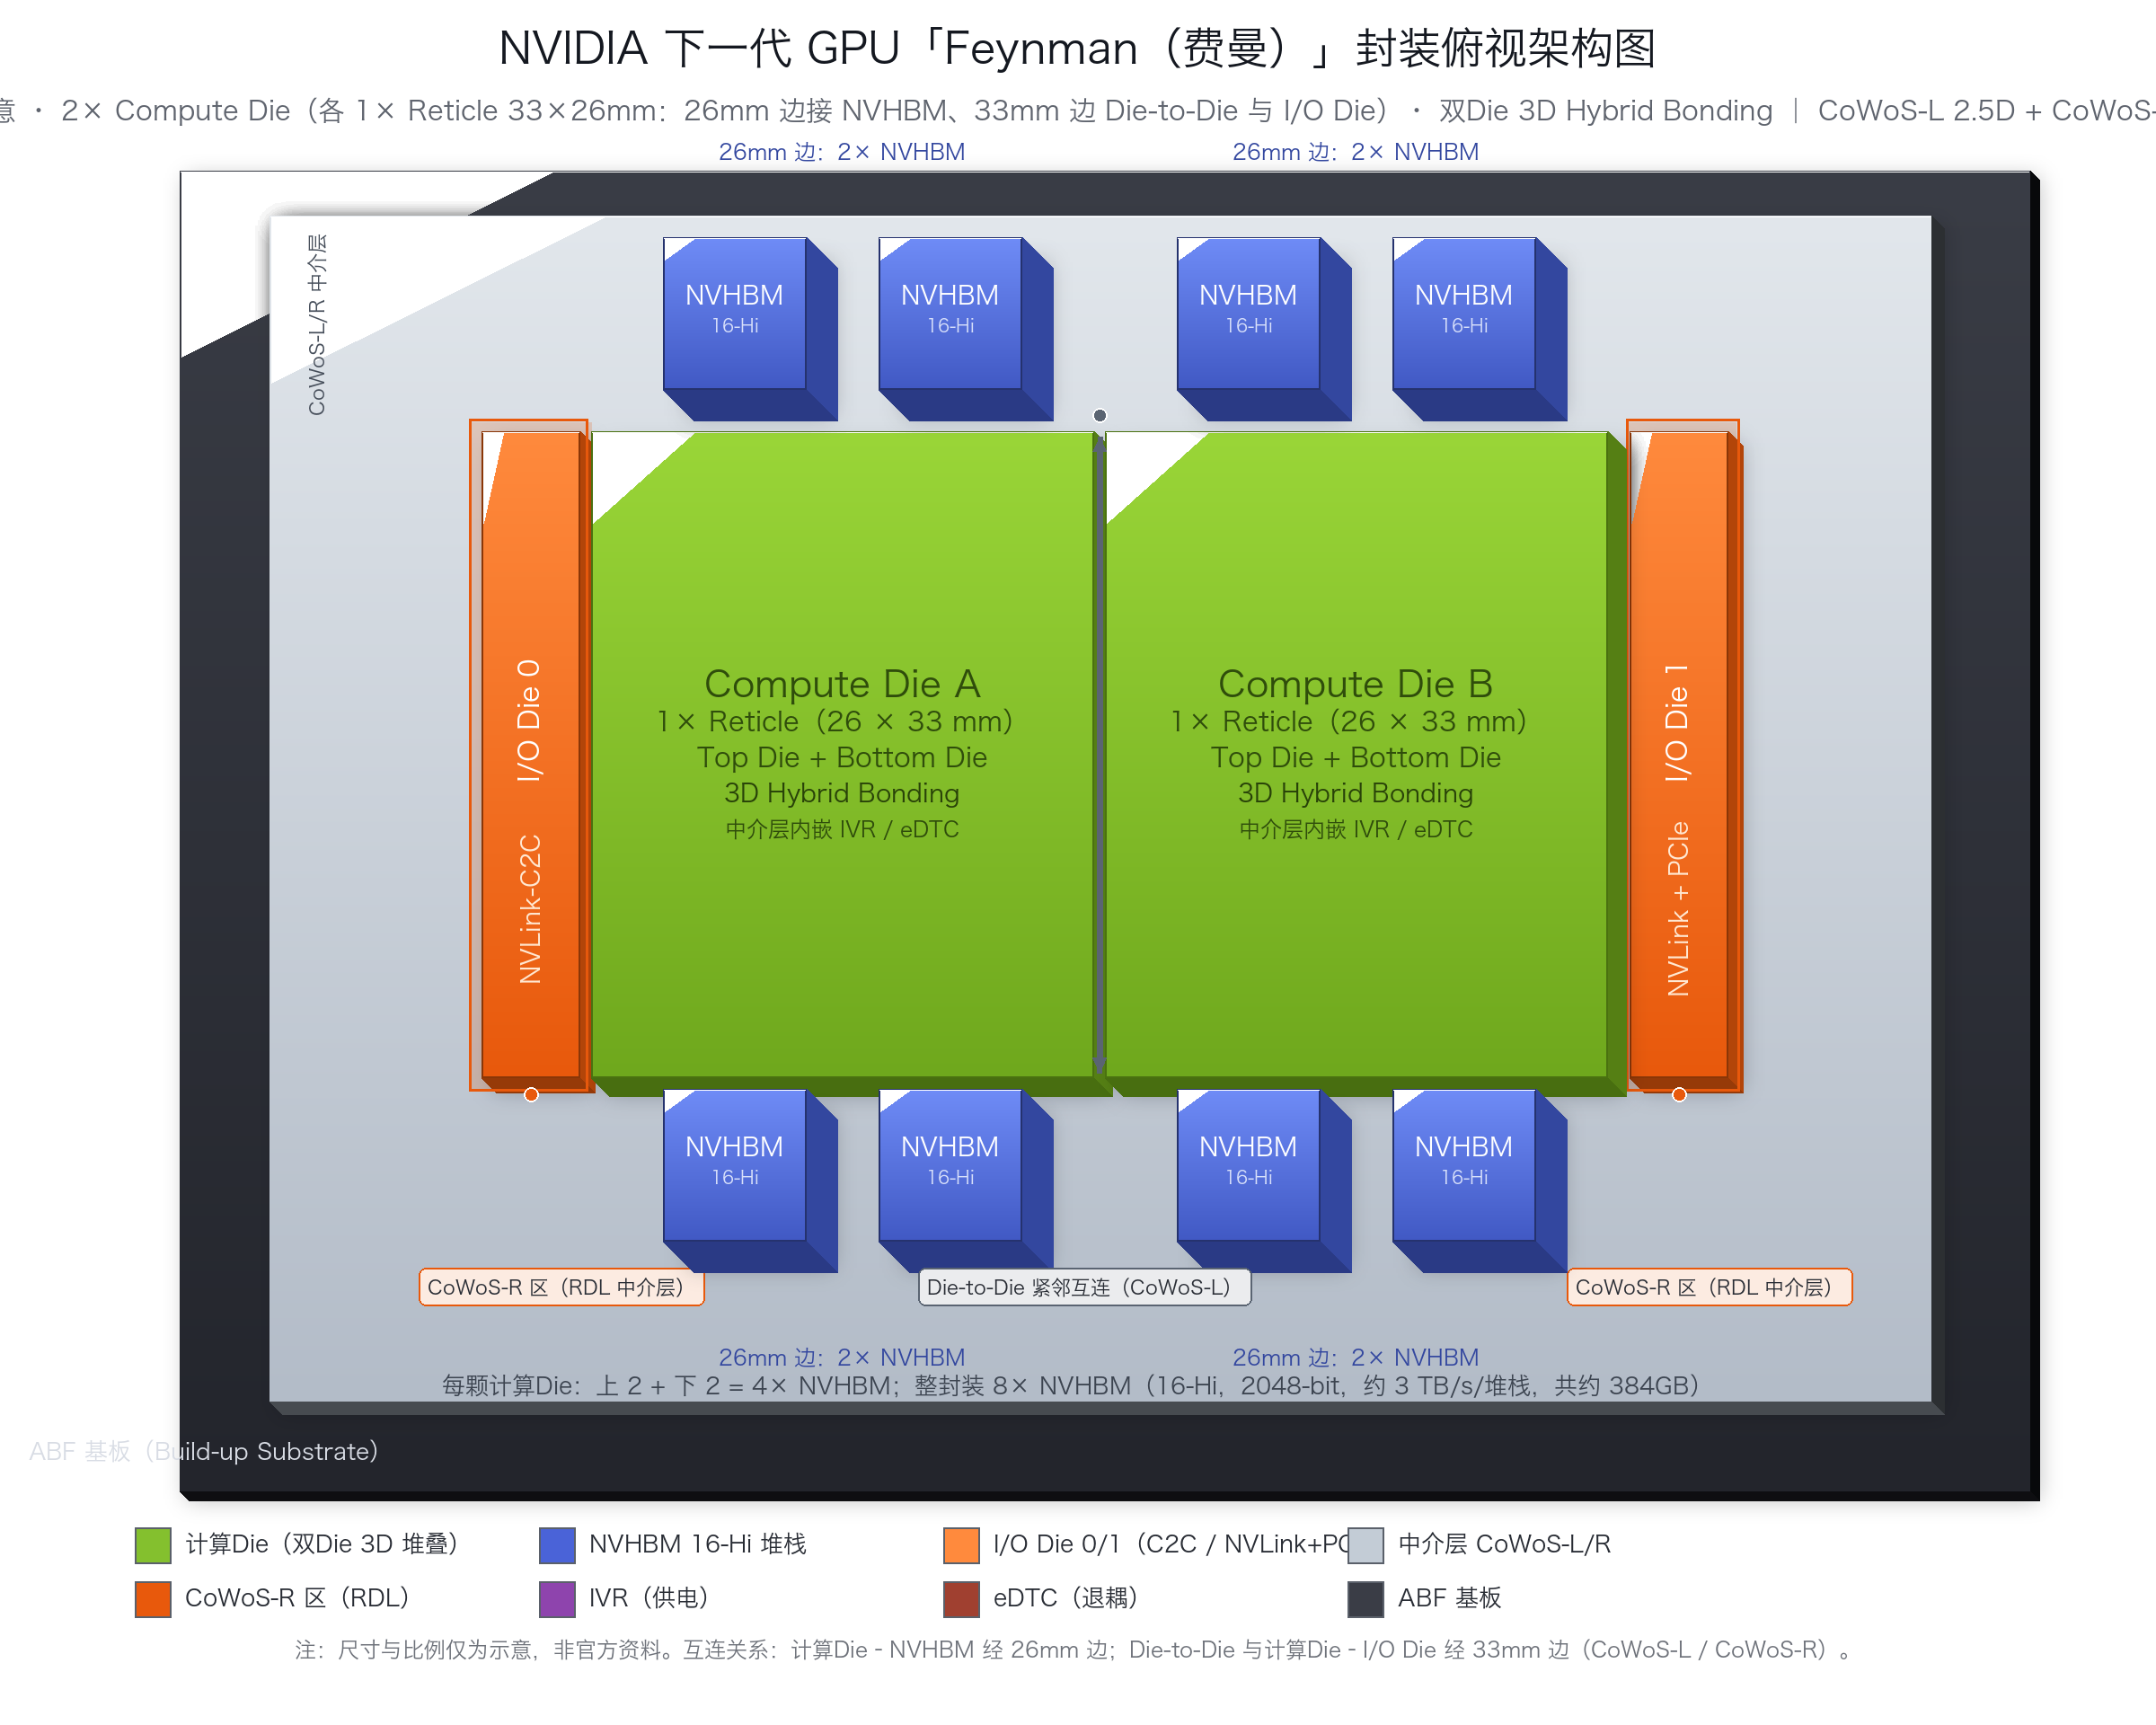 NVIDIA 下一代 GPU「Feynman（费曼）」封装俯视架构图
意 · 2× Compute Die（各 1× Reticle 33×26mm：26mm 边接 NVHBM、33mm 边 Die-to-Die 与 I/O Die） · 双Die 3D Hybrid Bonding ｜ CoWoS-L 2.5D + CoWoS-
26mm 边：2× NVHBM
26mm 边：2× NVHBM
CoWoS-L/R 中介层
NVHBM
16-Hi
NVHBM
16-Hi
NVHBM
16-Hi
NVHBM
16-Hi
I/O Die 0
NVLink-C2C
Compute Die A
1× Reticle（26 × 33 mm）
Top Die + Bottom Die
3D Hybrid Bonding
中介层内嵌 IVR / eDTC
Compute Die B
1× Reticle（26 × 33 mm）
Top Die + Bottom Die
3D Hybrid Bonding
中介层内嵌 IVR / eDTC
I/O Die 1
NVLink + PCIe
NVHBM
16-Hi
NVHBM
16-Hi
NVHBM
16-Hi
NVHBM
16-Hi
CoWoS-R 区（RDL 中介层）
Die-to-Die 紧邻互连（CoWoS-L）
CoWoS-R 区（RDL 中介层）
26mm 边：2× NVHBM
26mm 边：2× NVHBM
每颗计算Die：上 2 + 下 2 = 4× NVHBM；整封装 8× NVHBM（16-Hi，2048-bit，约 3 TB/s/堆栈，共约 384GB）
ABF 基板（Build-up Substrate）
计算Die（双Die 3D 堆叠）
NVHBM 16-Hi 堆栈
I/O Die 0/1（C2C / NVLink+PC
中介层 CoWoS-L/R
CoWoS-R 区（RDL）
IVR（供电）
eDTC（退耦）
ABF 基板
注：尺寸与比例仅为示意，非官方资料。互连关系：计算Die - NVHBM 经 26mm 边；Die-to-Die 与计算Die - I/O Die 经 33mm 边（CoWoS-L / CoWoS-R）。